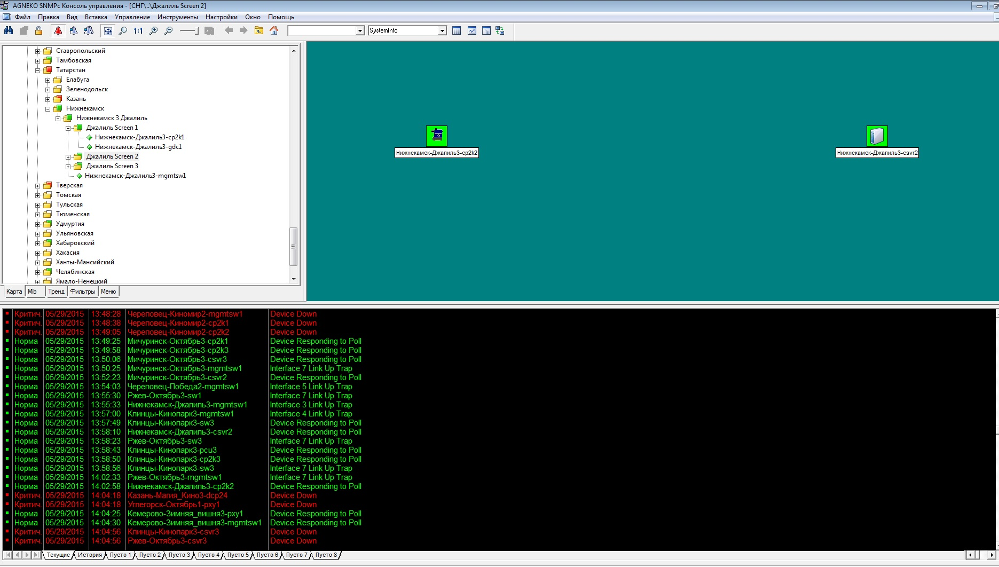 AGNEKO SNMPc Консоль управления - [СНГ\..\Джалиль Screen 2]
Файл Правка Вид Вставка Управление Инструменты Настройки Окно Помощь
1:1 SystemInfo
Ставропольский
Тамбовская
Татарстан
Елабуга
Зеленодольск
Казань
Нижнекамск
Нижнекамск 3 Джалиль
Джалиль Screen 1
Нижнекамск-Джалиль3-cp2k1
Нижнекамск-Джалиль3-gdc1
Джалиль Screen 2
Джалиль Screen 3
Нижнекамск-Джалиль3-mgmtsw1
Тверская
Томская
Тульская
Тюменская
Удмуртия
Ульяновская
Хабаровский
Хакасия
Ханты-Мансийский
Челябинская
Ямало-Ненецкий
Карта Mib Тренд Фильтры Меню
Нижнекамск-Джалиль3-cp2k2
Нижнекамск-Джалиль3-csvr2
Критич. 05/29/2015 13:48:28 Череповец-Киномир2-mgmtsw1 Device Down
Критич. 05/29/2015 13:48:38 Череповец-Киномир2-cp2k1 Device Down
Критич. 05/29/2015 13:49:05 Череповец-Киномир2-cp2k2 Device Down
Норма 05/29/2015 13:49:25 Мичуринск-Октябрь3-cp2k1 Device Responding to Poll
Норма 05/29/2015 13:49:58 Мичуринск-Октябрь3-cp2k3 Device Responding to Poll
Норма 05/29/2015 13:50:06 Мичуринск-Октябрь3-csvr3 Device Responding to Poll
Норма 05/29/2015 13:50:25 Мичуринск-Октябрь3-mgmtsw1 Interface 7 Link Up Trap
Норма 05/29/2015 13:52:23 Мичуринск-Октябрь3-csvr2 Device Responding to Poll
Норма 05/29/2015 13:54:03 Череповец-Победа2-mgmtsw1 Interface 5 Link Up Trap
Норма 05/29/2015 13:55:30 Ржев-Октябрь3-sw1 Interface 7 Link Up Trap
Норма 05/29/2015 13:55:33 Нижнекамск-Джалиль3-mgmtsw1 Interface 3 Link Up Trap
Норма 05/29/2015 13:57:00 Клинцы-Кинопарк3-mgmtsw1 Interface 4 Link Up Trap
Норма 05/29/2015 13:57:49 Клинцы-Кинопарк3-sw3 Device Responding to Poll
Норма 05/29/2015 13:58:10 Нижнекамск-Джалиль3-csvr2 Device Responding to Poll
Норма 05/29/2015 13:58:23 Ржев-Октябрь3-sw3 Interface 7 Link Up Trap
Норма 05/29/2015 13:58:43 Клинцы-Кинопарк3-pcu3 Device Responding to Poll
Норма 05/29/2015 13:58:50 Клинцы-Кинопарк3-cp2k3 Device Responding to Poll
Норма 05/29/2015 13:58:56 Клинцы-Кинопарк3-sw3 Interface 7 Link Up Trap
Норма 05/29/2015 14:02:33 Ржев-Октябрь3-mgmtsw1 Interface 7 Link Up Trap
Норма 05/29/2015 14:02:58 Нижнекамск-Джалиль3-cp2k2 Device Responding to Poll
Критич. 05/29/2015 14:04:18 Казань-Магия_Кино3-dcp24 Device Down
Критич. 05/29/2015 14:04:18 Углегорск-Октябрь1-pxy1 Device Down
Норма 05/29/2015 14:04:25 Кемерово-Зимняя_вишня3-pxy1 Device Responding to Poll
Норма 05/29/2015 14:04:30 Кемерово-Зимняя_вишня3-mgmtsw1 Device Responding to Poll
Критич. 05/29/2015 14:04:56 Клинцы-Кинопарк3-csvr3 Device Down
Критич. 05/29/2015 14:04:56 Ржев-Октябрь3-csvr3 Device Down
Текущие История Пусто 1 Пусто 2 Пусто 3 Пусто 4 Пусто 5 Пусто 6 Пусто 7 Пусто 8